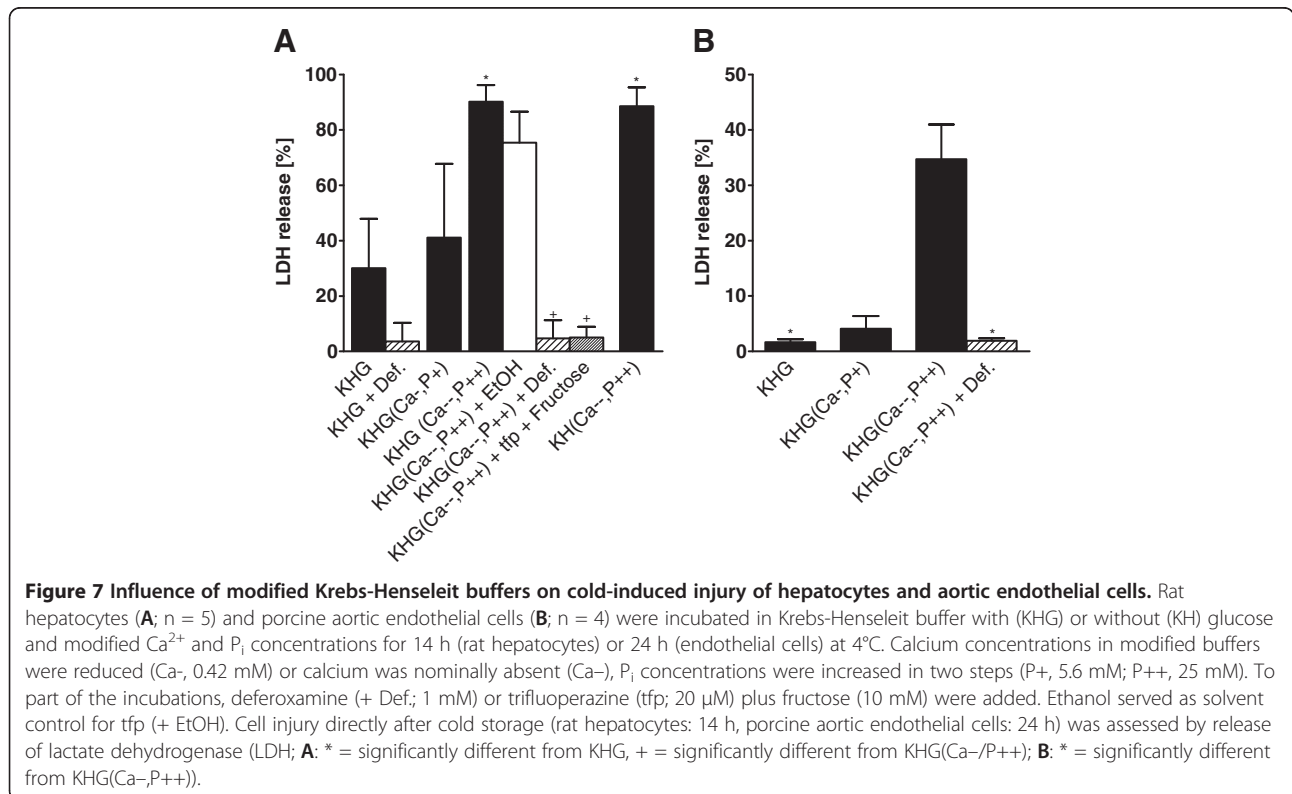 A
B
LDH release [%]
100
80
60
40
20
0
*
+
+
*
KHG
KHG + Def.
KHG(Ca-,P+)
KHG (Ca--,P++)
KHG(Ca--,P++) + EtOH
KHG(Ca--,P++) + Def.
KHG(Ca--,P++) + tfp + Fructose
KH(Ca--,P++)
LDH release [%]
50
40
30
20
10
0
*
*
KHG
KHG(Ca-,P+)
KHG(Ca--,P++)
KHG(Ca--,P++) + Def.
Figure 7 Influence of modified Krebs-Henseleit buffers on cold-induced injury of hepatocytes and aortic endothelial cells. Rat
hepatocytes (A; n = 5) and porcine aortic endothelial cells (B; n = 4) were incubated in Krebs-Henseleit buffer with (KHG) or without (KH) glucose
and modified Ca2+ and Pi concentrations for 14 h (rat hepatocytes) or 24 h (endothelial cells) at 4°C. Calcium concentrations in modified buffers
were reduced (Ca-, 0.42 mM) or calcium was nominally absent (Ca–), Pi concentrations were increased in two steps (P+, 5.6 mM; P++, 25 mM). To
part of the incubations, deferoxamine (+ Def.; 1 mM) or trifluoperazine (tfp; 20 μM) plus fructose (10 mM) were added. Ethanol served as solvent
control for tfp (+ EtOH). Cell injury directly after cold storage (rat hepatocytes: 14 h, porcine aortic endothelial cells: 24 h) was assessed by release
of lactate dehydrogenase (LDH; A: * = significantly different from KHG, + = significantly different from KHG(Ca–/P++); B: * = significantly different
from KHG(Ca–,P++)).